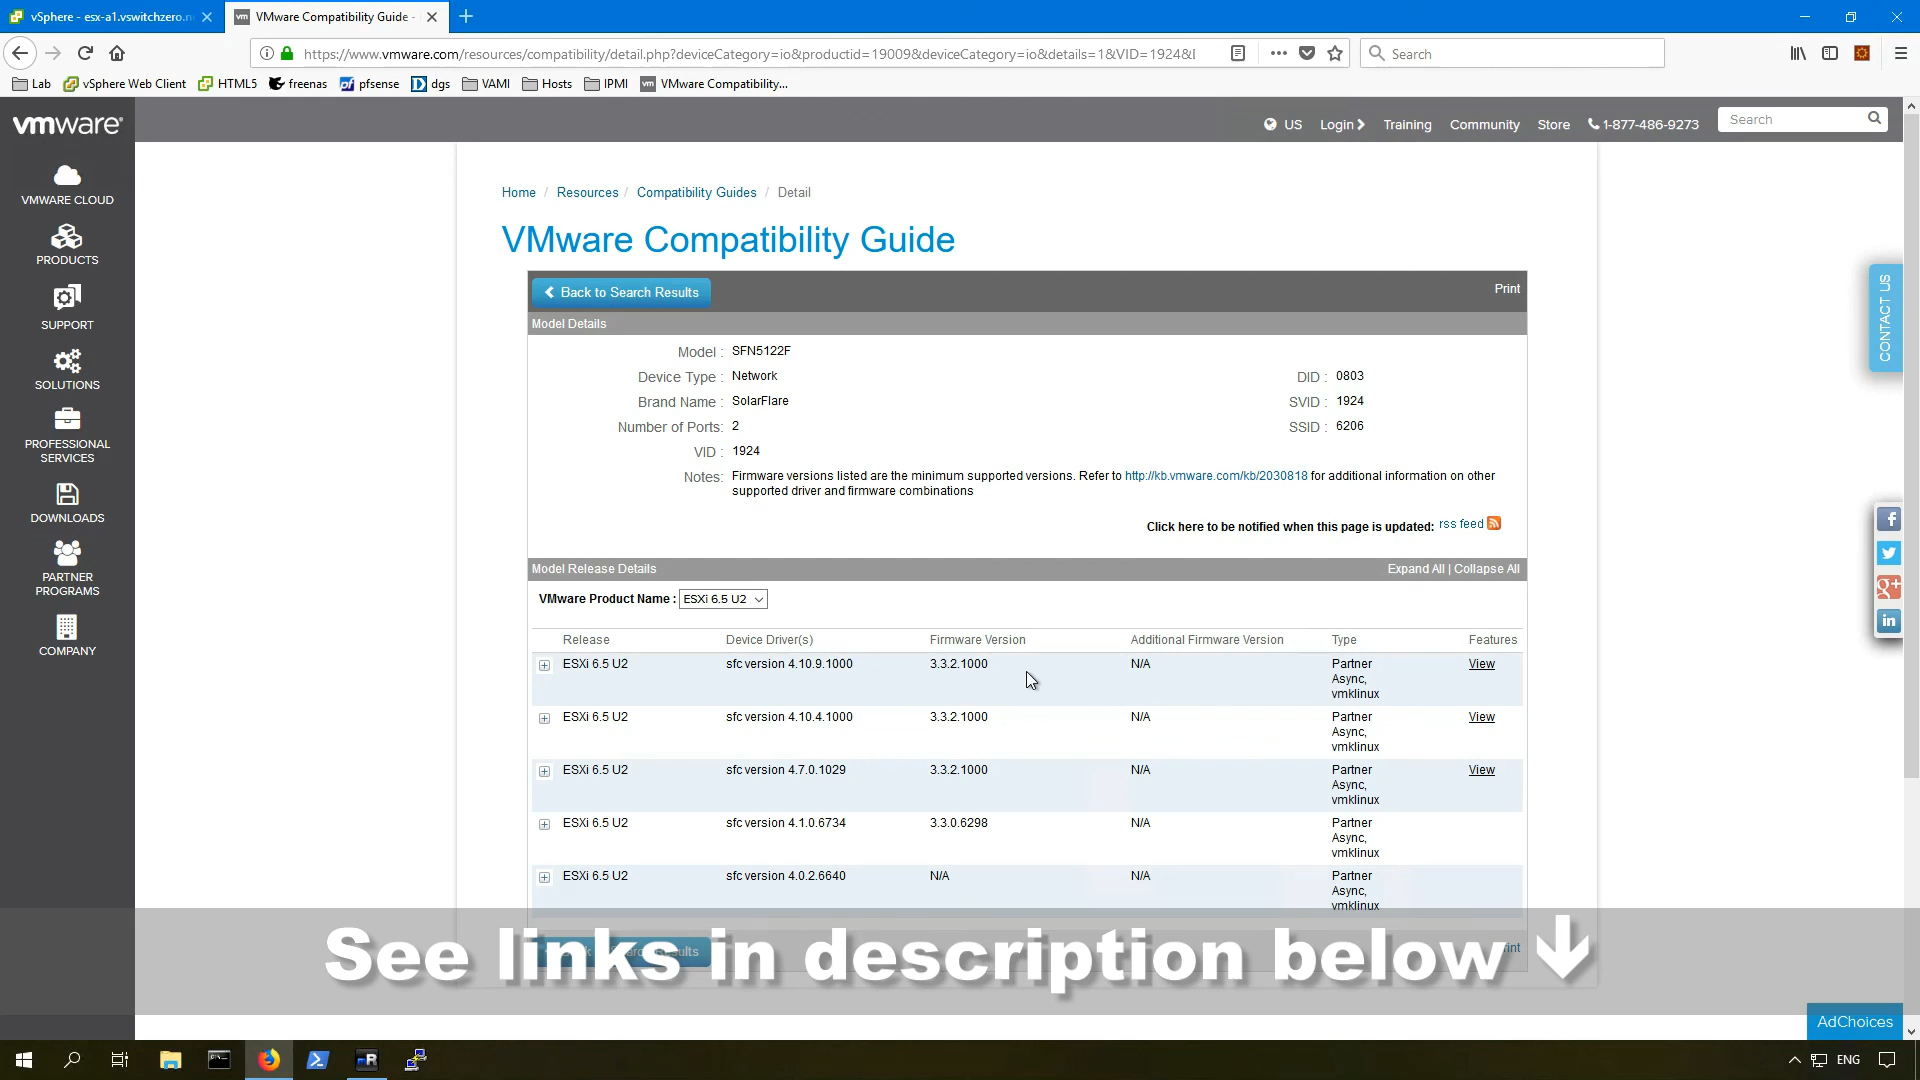 vSphere - esx-a1.vswitchzero.n
VMware Compatibility Guide -
https://www.vmware.com/resources/compatibility/detail.php?deviceCategory=io&productid=19009&deviceCategory=io&details=1&VID=1924&I
Search
Lab
vSphere Web Client
HTML5
freenas
pfsense
dgs
VAMI
Hosts
IPMI
VMware Compatibility...
vmware
US
Login
Training
Community
Store
1-877-486-9273
Search
VMWARE CLOUD
PRODUCTS
SUPPORT
SOLUTIONS
PROFESSIONAL
SERVICES
DOWNLOADS
PARTNER
PROGRAMS
COMPANY
Home / Resources / Compatibility Guides / Detail
VMware Compatibility Guide
Back to Search Results
Print
Model Details
Model : SFN5122F
Device Type : Network
DID : 0803
Brand Name : SolarFlare
SVID : 1924
Number of Ports: 2
SSID : 6206
VID : 1924
Notes: Firmware versions listed are the minimum supported versions. Refer to http://kb.vmware.com/kb/2030818 for additional information on other
supported driver and firmware combinations
Click here to be notified when this page is updated: rss feed
Model Release Details
Expand All | Collapse All
VMware Product Name : ESXi 6.5 U2
Release Device Driver(s) Firmware Version Additional Firmware Version Type Features
ESXi 6.5 U2 sfc version 4.10.9.1000 3.3.2.1000 N/A Partner View
Async,
vmklinux
ESXi 6.5 U2 sfc version 4.10.4.1000 3.3.2.1000 N/A Partner View
Async,
vmklinux
ESXi 6.5 U2 sfc version 4.7.0.1029 3.3.2.1000 N/A Partner View
Async,
vmklinux
ESXi 6.5 U2 sfc version 4.1.0.6734 3.3.0.6298 N/A Partner
Async,
vmklinux
ESXi 6.5 U2 sfc version 4.0.2.6640 N/A N/A Partner
Async,
vmklinux
See links in description below
CONTACT US
AdChoices
ENG